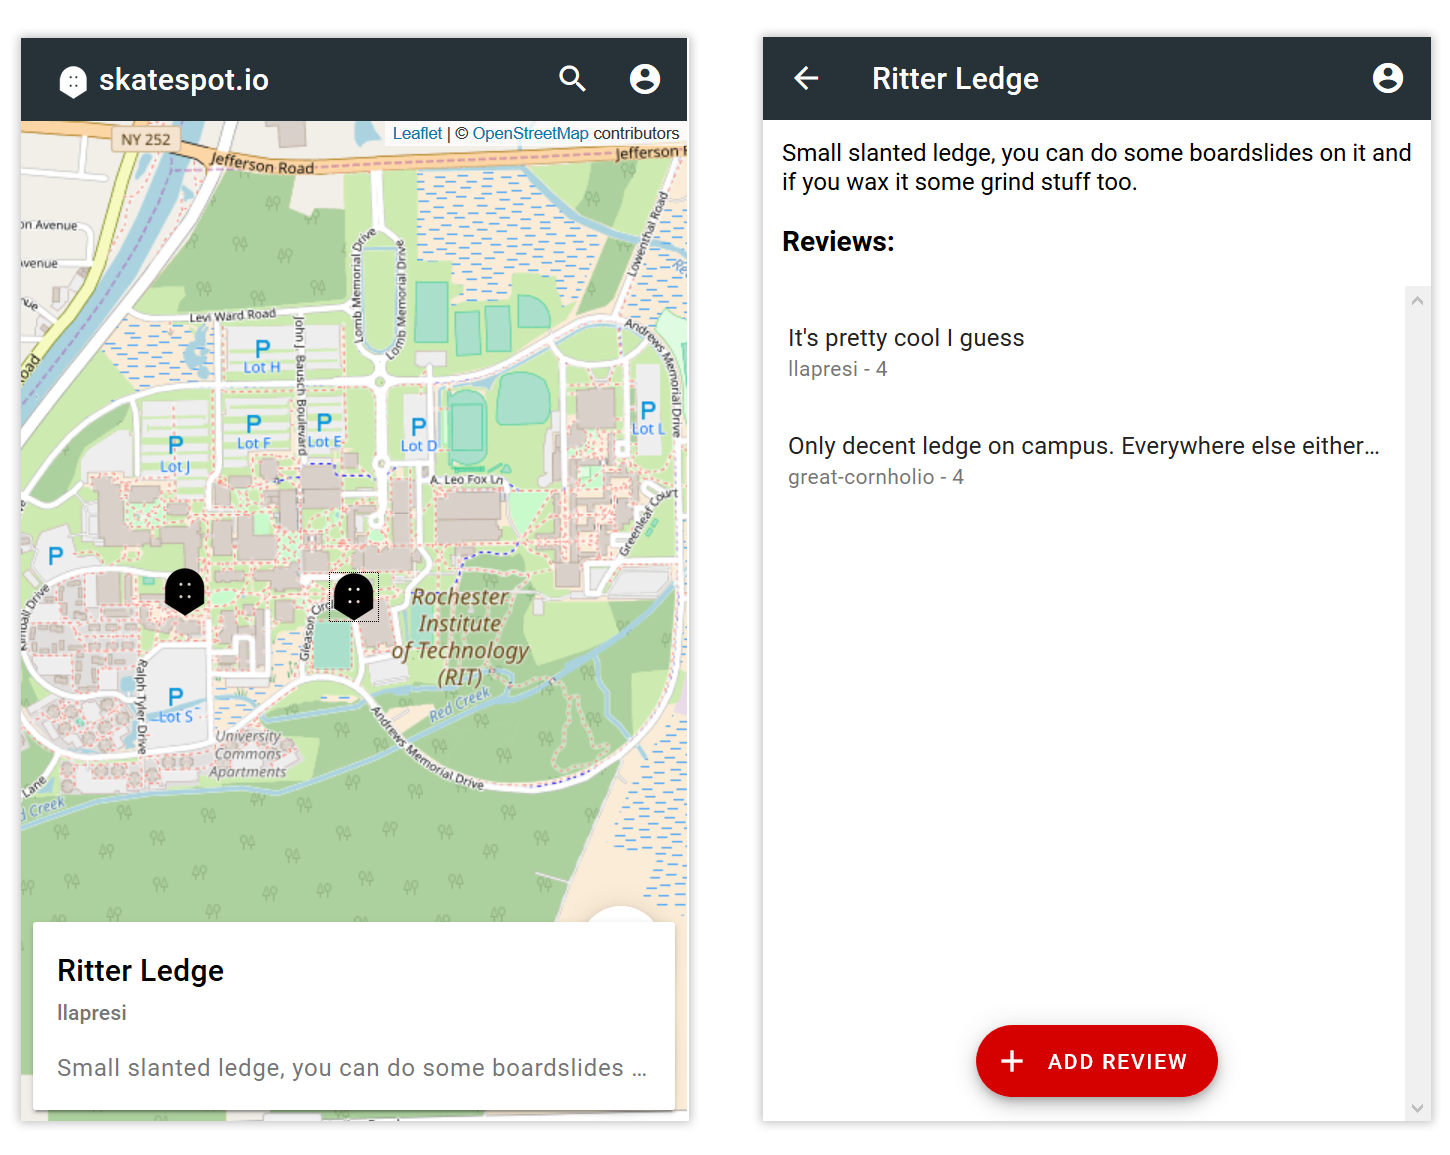 skatespot.io
Leaflet | © OpenStreetMap contributors
NY 252
Jefferson Road
Jefferson R
on Avenue
Avenue
nue
Road
Lomb Memorial Drive
Lomb Memorial Drive
Lowenthal Road
Re
Levi Ward Road
John J. Bausch Boulevard
Andrews Memorial Drive
P
Lot H
P
Lot F
P
Lot E
P
Lot D
P
Lot L
P
Lot J
A. Leo Fox Ln
Greenleaf Court
P
Kimball Drive
Gleason Circl
Rochester
Institute
of Technology
(RIT)
Ralph Tyler Drive
P
Lot S
Red Creek
University
Commons
Apartments
Andrews Memorial Drive
Lane
d Creek
Ritter Ledge
llapresi
Small slanted ledge, you can do some boardslides ...
Ritter Ledge
Small slanted ledge, you can do some boardslides on it and
if you wax it some grind stuff too.
Reviews:
It's pretty cool I guess
llapresi - 4
Only decent ledge on campus. Everywhere else either...
great-cornholio - 4
+ ADD REVIEW